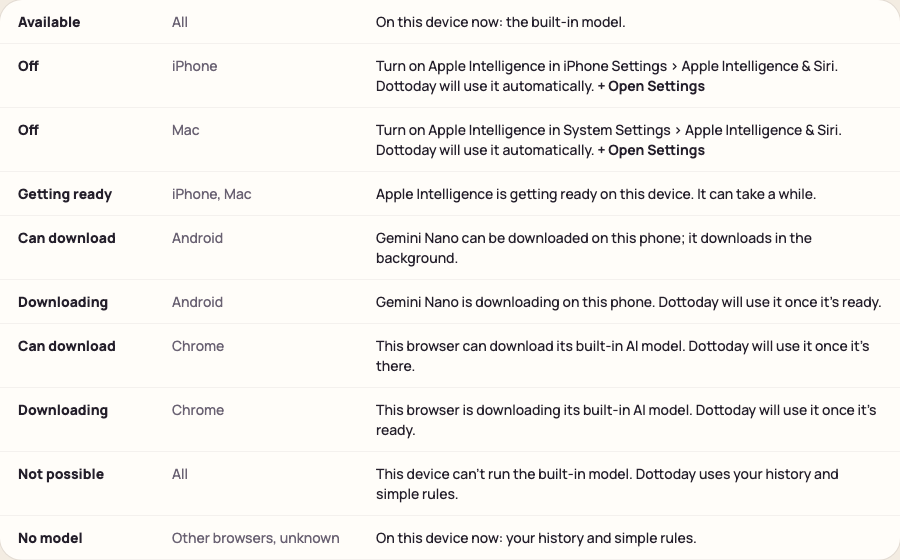 Available All On this device now: the built-in model.
Off iPhone Turn on Apple Intelligence in iPhone Settings › Apple Intelligence & Siri.
Dottoday will use it automatically. + Open Settings
Off Mac Turn on Apple Intelligence in System Settings › Apple Intelligence & Siri.
Dottoday will use it automatically. + Open Settings
Getting ready iPhone, Mac Apple Intelligence is getting ready on this device. It can take a while.
Can download Android Gemini Nano can be downloaded on this phone; it downloads in the
background.
Downloading Android Gemini Nano is downloading on this phone. Dottoday will use it once it's ready.
Can download Chrome This browser can download its built-in AI model. Dottoday will use it once it's
there.
Downloading Chrome This browser is downloading its built-in AI model. Dottoday will use it once it's
ready.
Not possible All This device can't run the built-in model. Dottoday uses your history and
simple rules.
No model Other browsers, unknown On this device now: your history and simple rules.